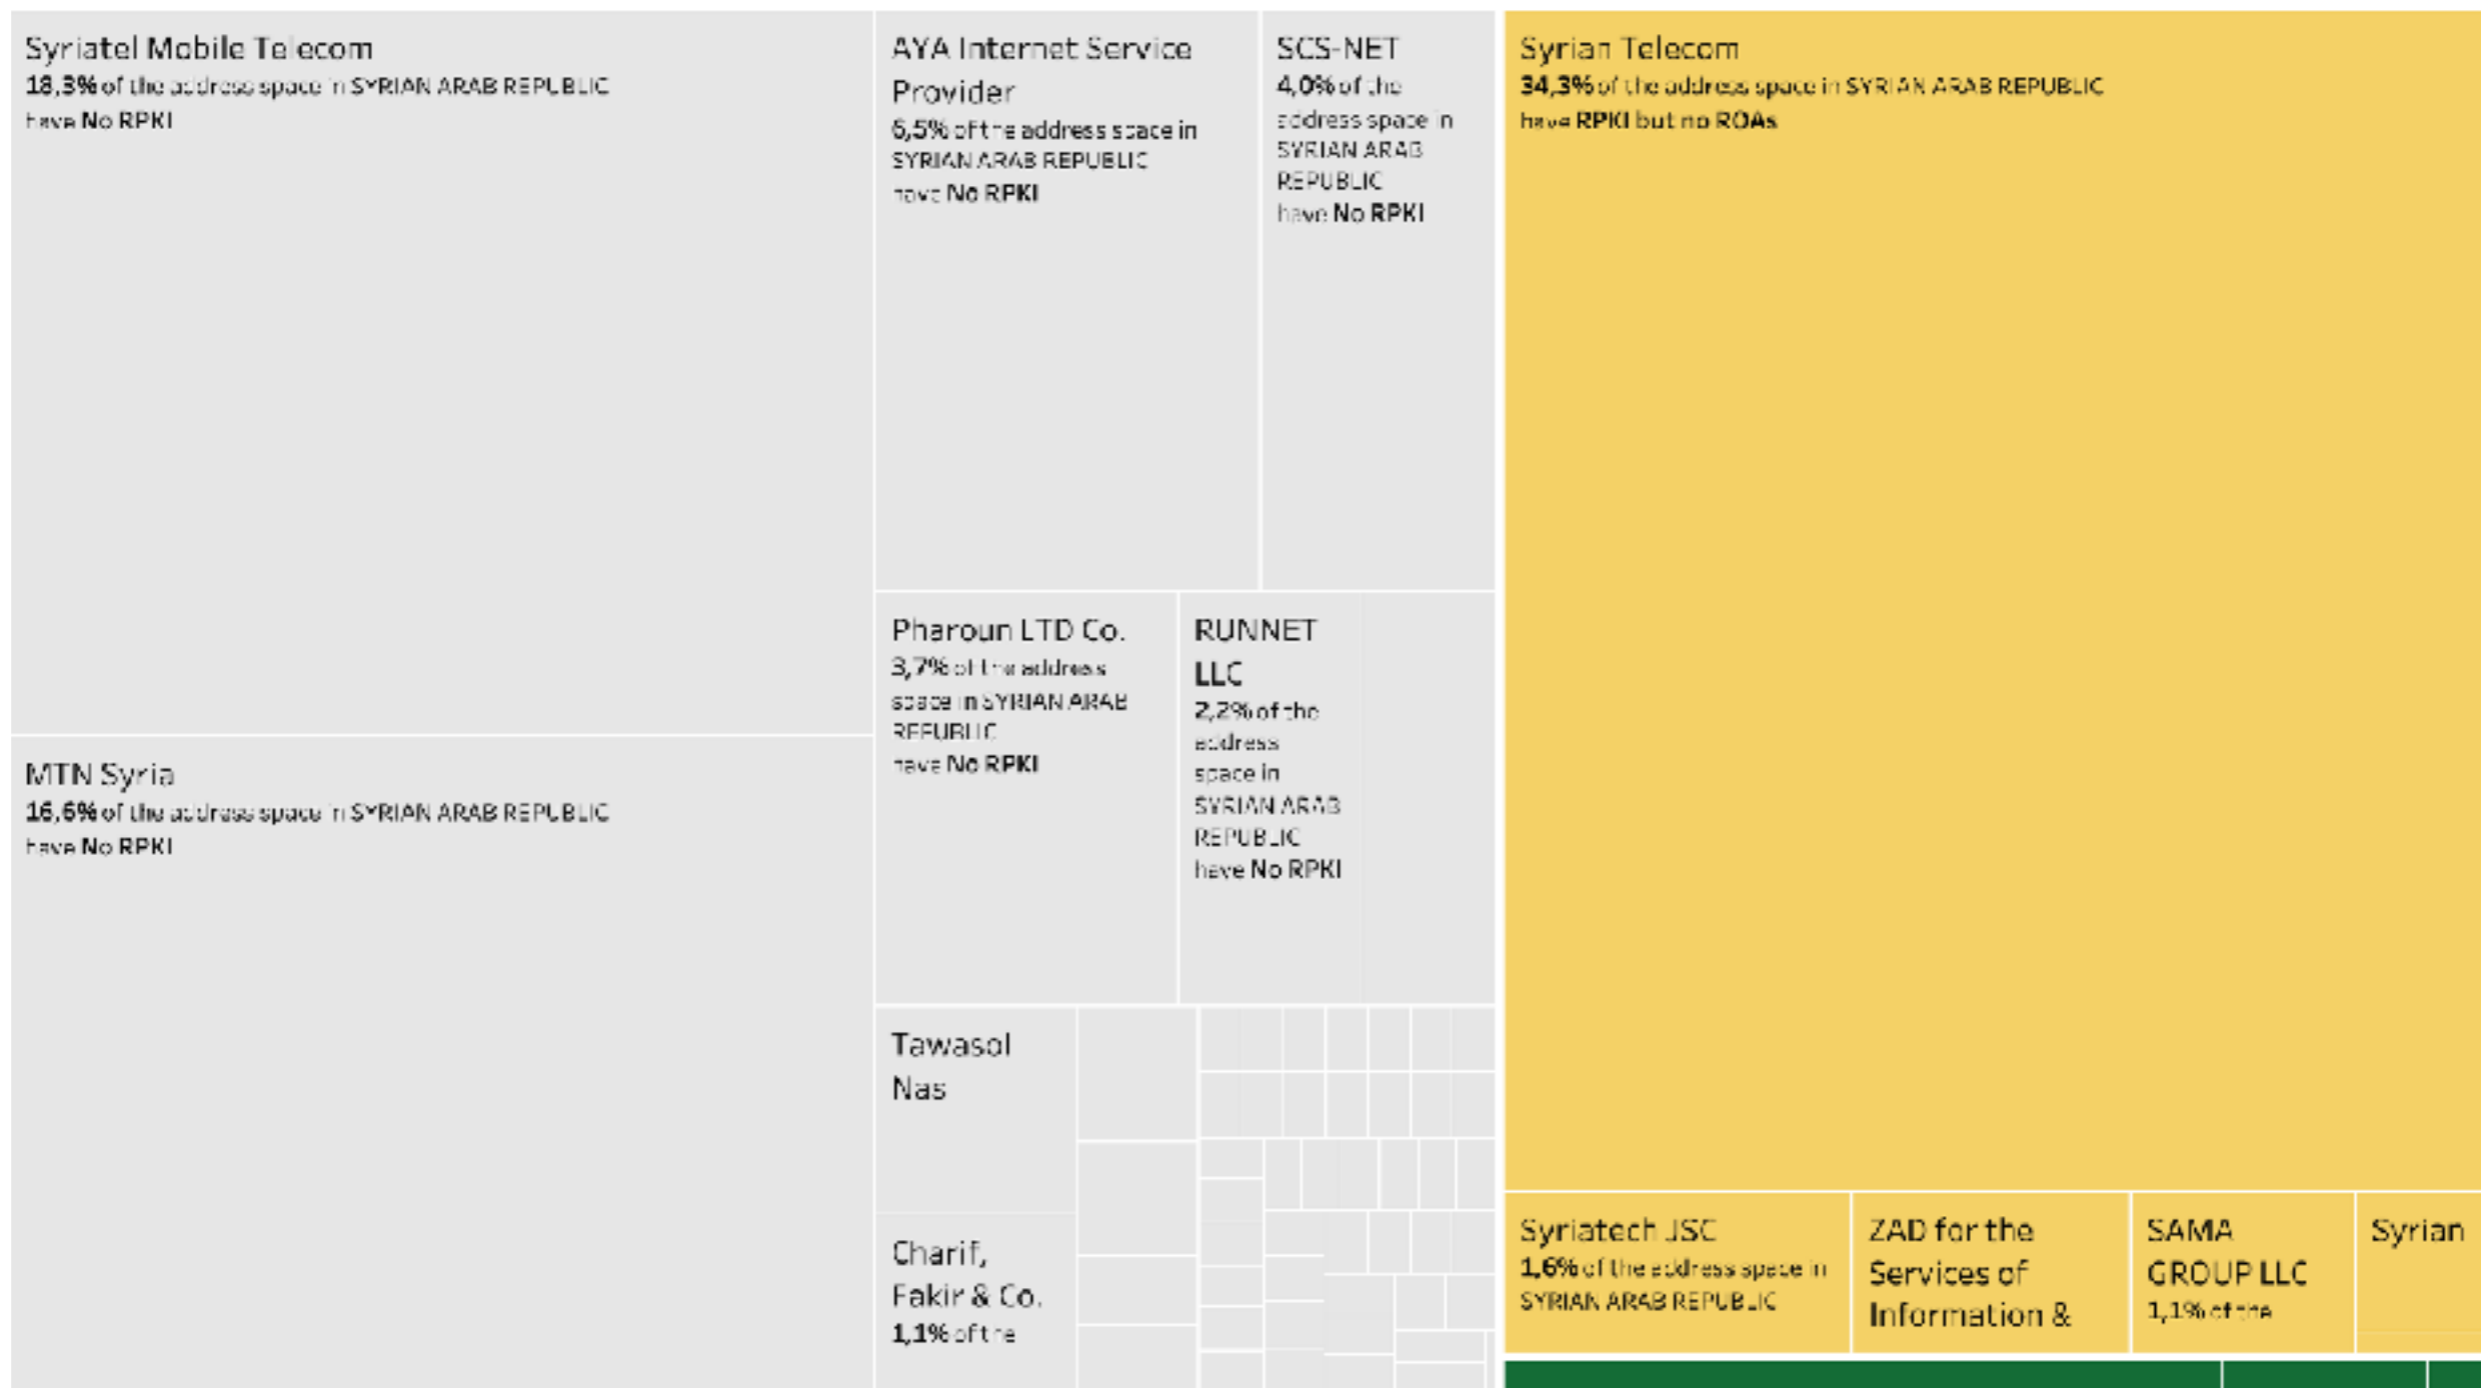 Syriatel Mobile Telecom
18,3% of the address space in SYRIAN ARAB REPUBLIC
have No RPKI
MTN Syria
16,6% of the address space in SYRIAN ARAB REPUBLIC
have No RPKI
AYA Internet Service
Provider
6,5% of the address space in
SYRIAN ARAB REPUBLIC
have No RPKI
SCS-NET
4,0% of the
address space in
SYRIAN ARAB
REPUBLIC
have No RPKI
Pharoun LTD Co.
3,7% of the address
space in SYRIAN ARAB
REPUBLIC
have No RPKI
RUNNET
LLC
2,2% of the
address
space in
SYRIAN ARAB
REPUBLIC
have No RPKI
Tawasol
Nas
Charif,
Fakir & Co.
1,1% of the
Syrian Telecom
34,3% of the address space in SYRIAN ARAB REPUBLIC
have RPKI but no ROAs
Syriatech JSC
1,6% of the address space in
SYRIAN ARAB REPUBLIC
ZAD for the
Services of
Information &
SAMA
GROUP LLC
1,1% of the
Syrian